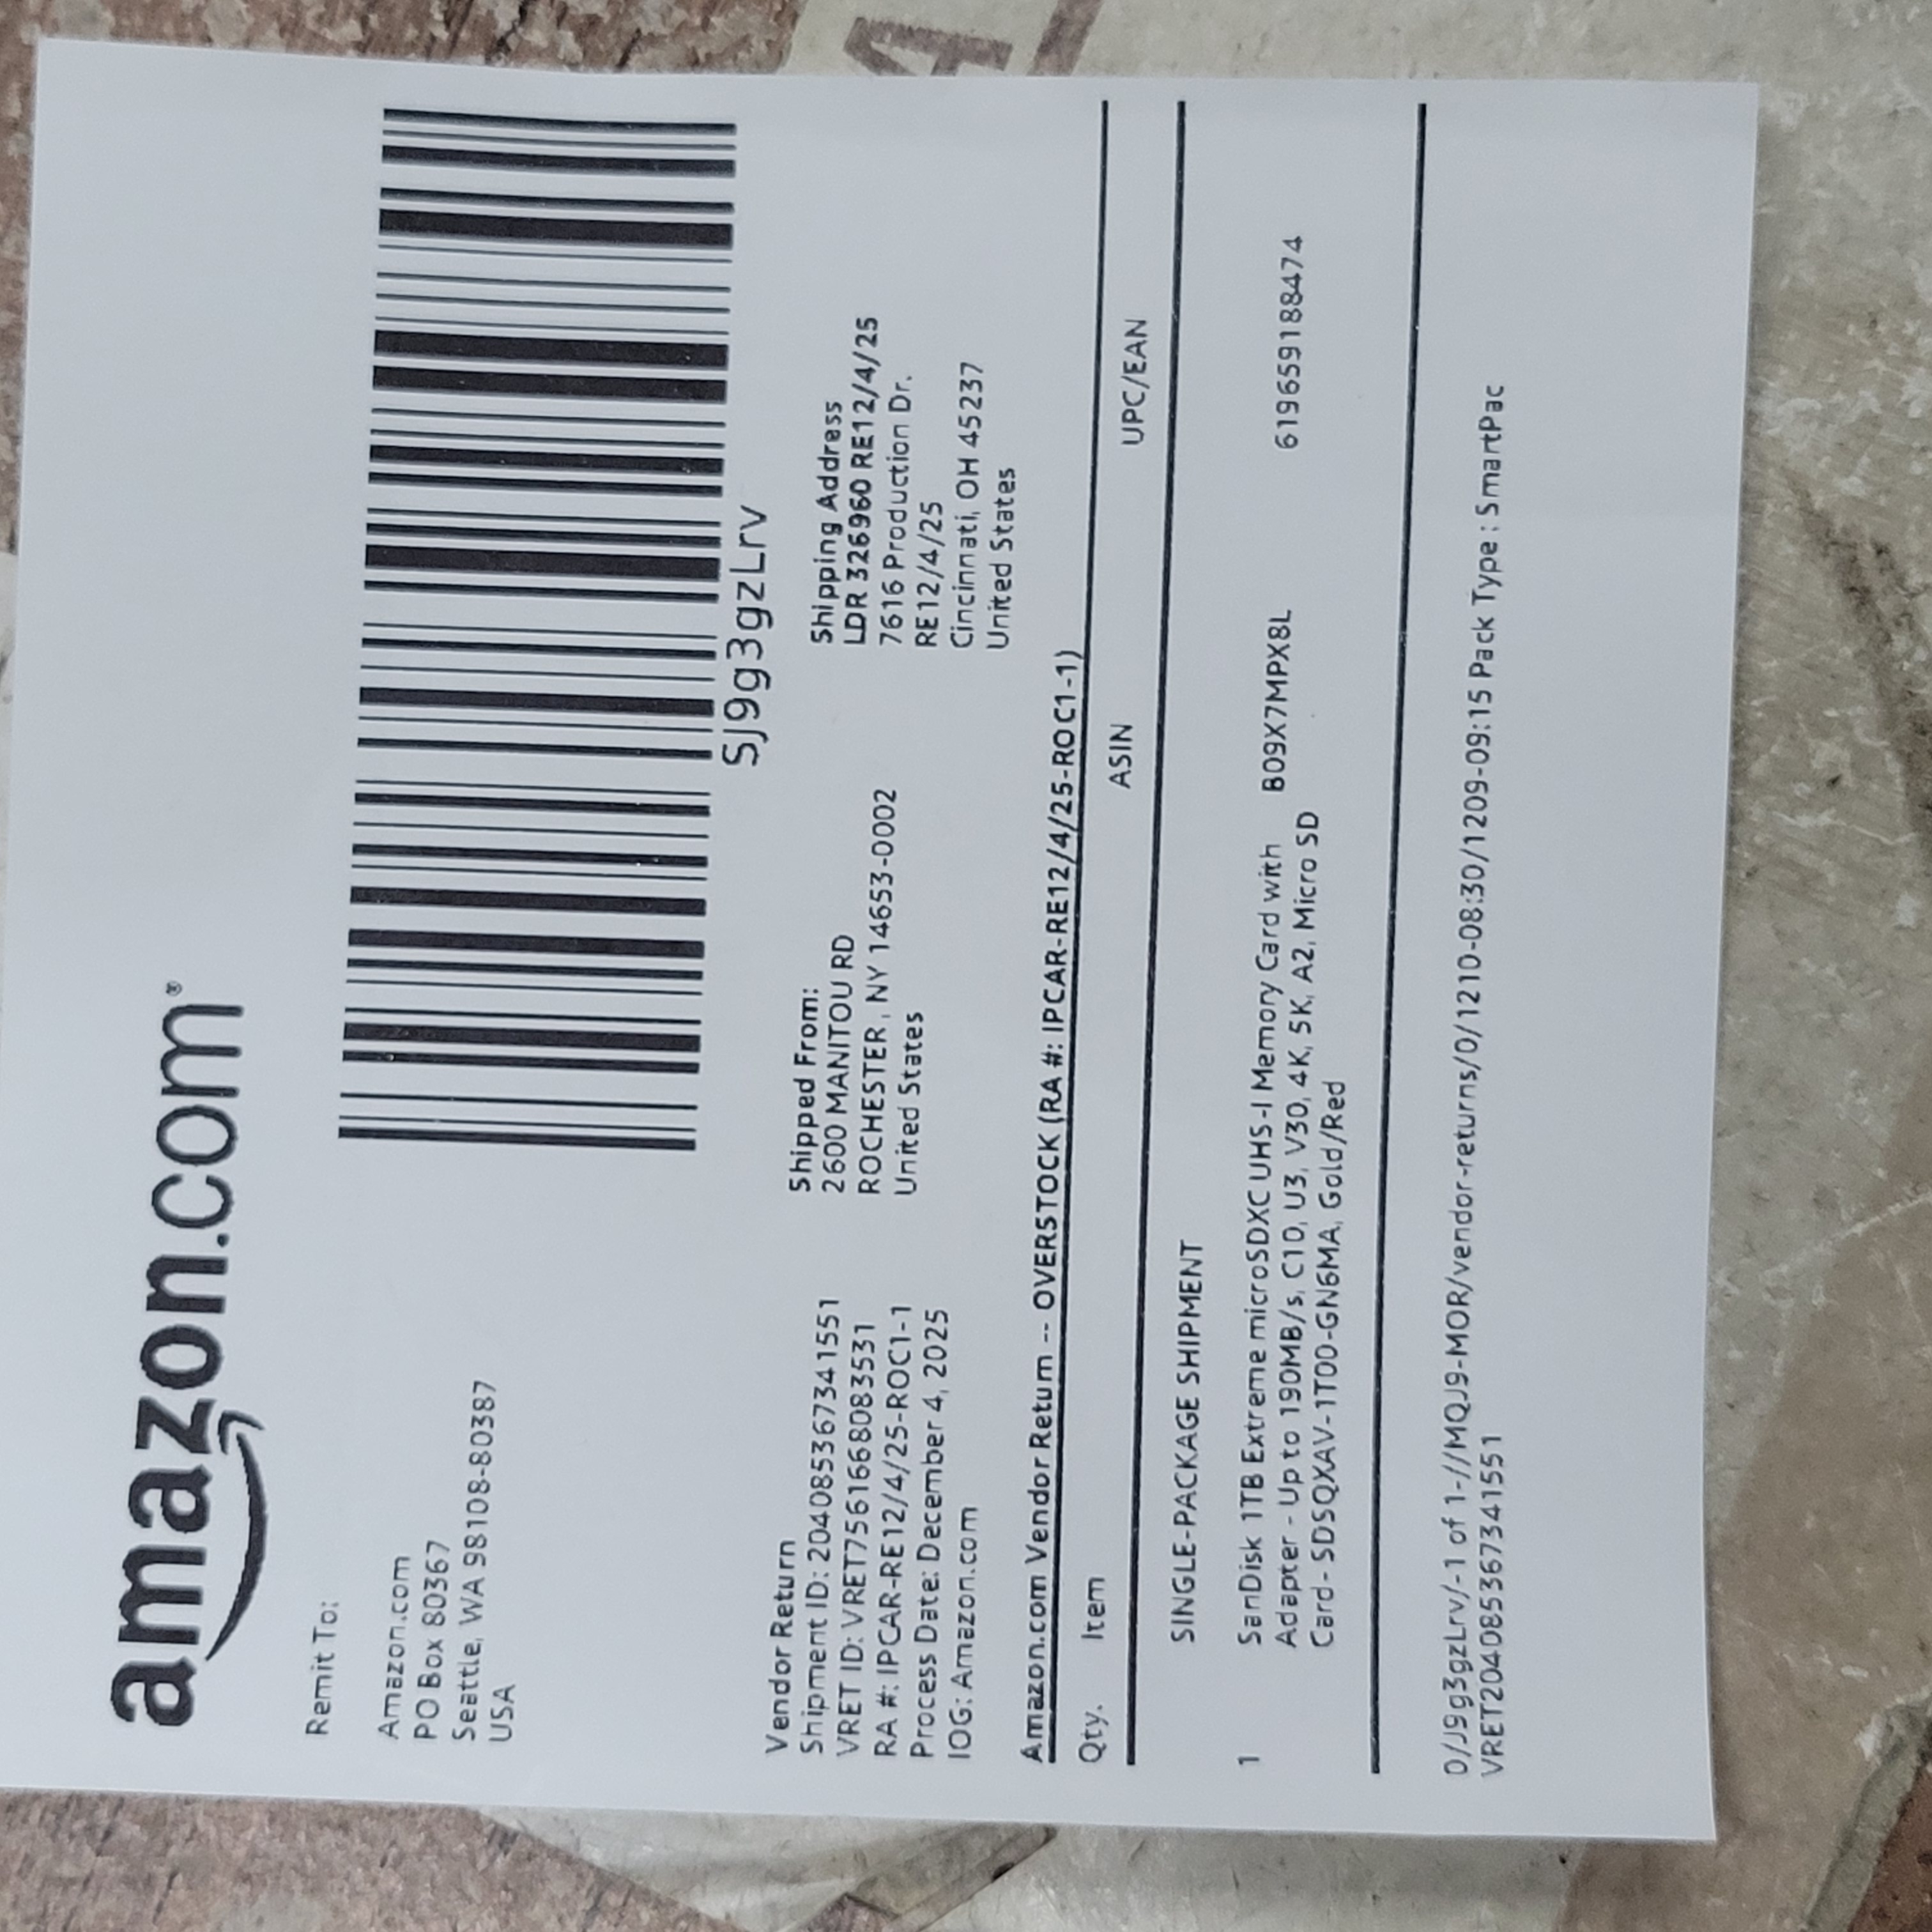 amazon.com®
Remit To:
Amazon.com
PO Box 80367
Seattle, WA 98108-80387
USA
SJ9g3gzLrv
Vendor Return
Shipment ID: 20408536734 1551
VRET ID: VRET75616680835​31
RA #: IPCAR-RE12/4/25-ROC1-1
Process Date: December 4, 2025
IOG: Amazon.com
Shipped From:
2600 MANITOU RD
ROCHESTER, NY 14653-0002
United States
Shipping Address
LDR 326960 RE12/4/25
7616 Production Dr.
RE12/4/25
Cincinnati, OH 45237
United States
Amazon.com Vendor Return -- OVERSTOCK (RA #: IPCAR-RE12/4/25-ROC1-1)
Qty. Item ASIN UPC/EAN
SINGLE-PACKAGE SHIPMENT
1 SanDisk 1TB Extreme microSDXC UHS-I Memory Card with B09X7MPX8L 619659188474
Adapter - Up to 190MB/s, C10, U3, V30, 4K, 5K, A2, Micro SD
Card- SDSQXAV-1T00-GN6MA, Gold/Red
0/J9g3gzLrv/-1 of 1-//MQJ9-MOR/vendor-returns/0/1210-08:30/1209-09:15 Pack Type : SmartPac
VRET204085367341551
A